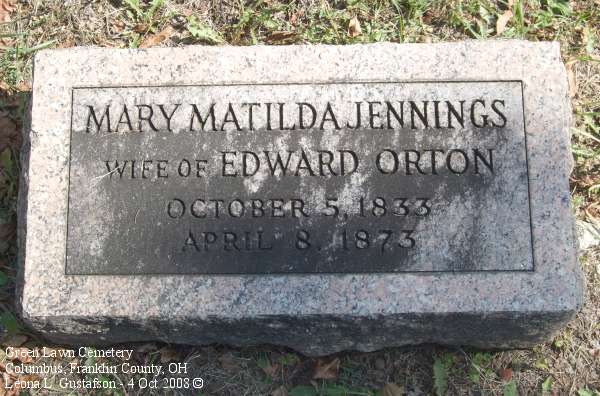 MARY MATILDA JENNINGS
WIFE OF EDWARD ORTON
OCTOBER 5, 1833
APRIL 8, 1873
Green Lawn Cemetery
Columbus, Franklin County, OH
Leona L. Gustafson - 4 Oct 2008 ©